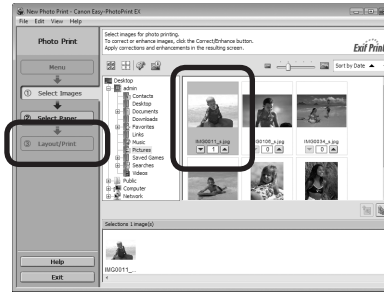 New Photo Print - Canon Easy-PhotoPrint EX
File Edit View Help
Photo Print
Select images for photo printing.
To correct or enhance images, click the Correct/Enhance button.
Apply corrections and enhancements in the resulting screen.
Exif Print
Menu
Sort by Date
① Select Images
② Select Paper
③ Layout/Print
Desktop
admin
Contacts
Desktop
Documents
Downloads
Favorites
Links
Music
Pictures
Saved Games
Searches
Videos
Public
Computer
Network
IMG0011_s.jpg
1
0
IMG0034_s.jpg
0
Selections 1 image(s)
IMG0011_...
Help
Exit